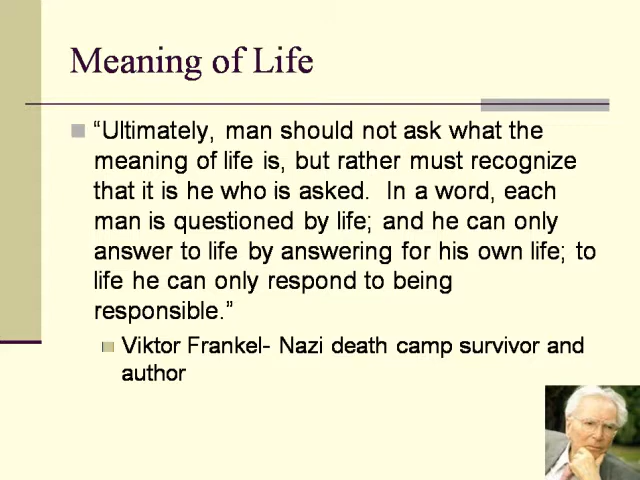 Meaning of Life
“Ultimately, man should not ask what the
meaning of life is, but rather must recognize
that it is he who is asked.  In a word, each
man is questioned by life; and he can only
answer to life by answering for his own life; to
life he can only respond to being
responsible.”
Viktor Frankel- Nazi death camp survivor and
author